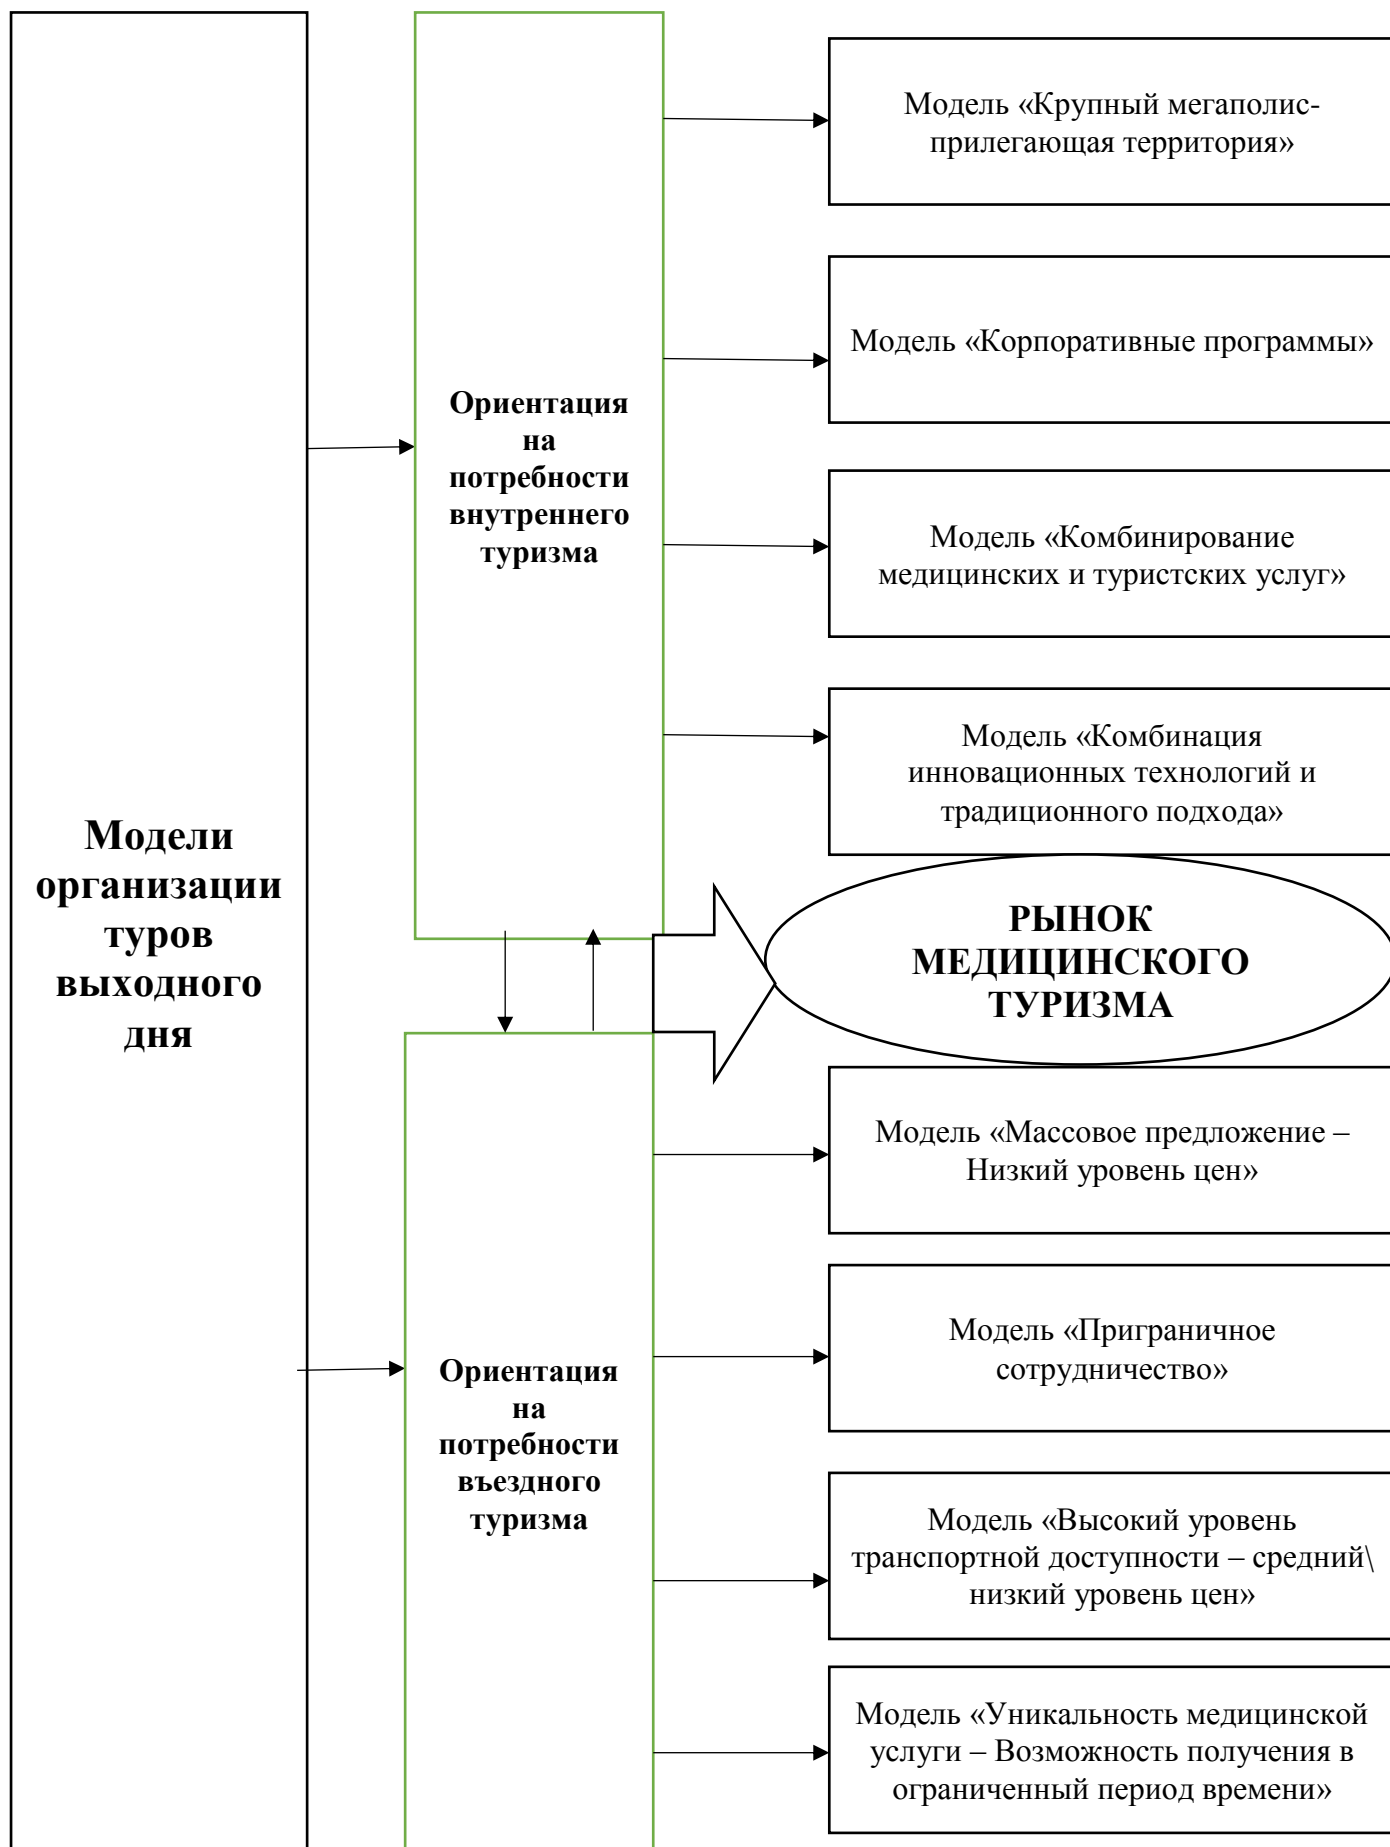 Модели
организации
туров
выходного
дня
Ориентация
на
потребности
внутреннего
туризма
Модель «Крупный мегаполис-
прилегающая территория»
Модель «Корпоративные программы»
Модель «Комбинирование
медицинских и туристских услуг»
Модель «Комбинация
инновационных технологий и
традиционного подхода»
РЫНОК
МЕДИЦИНСКОГО
ТУРИЗМА
Ориентация
на
потребности
въездного
туризма
Модель «Массовое предложение –
Низкий уровень цен»
Модель «Приграничное
сотрудничество»
Модель «Высокий уровень
транспортной доступности – средний\
низкий уровень цен»
Модель «Уникальность медицинской
услуги – Возможность получения в
ограниченный период времени»